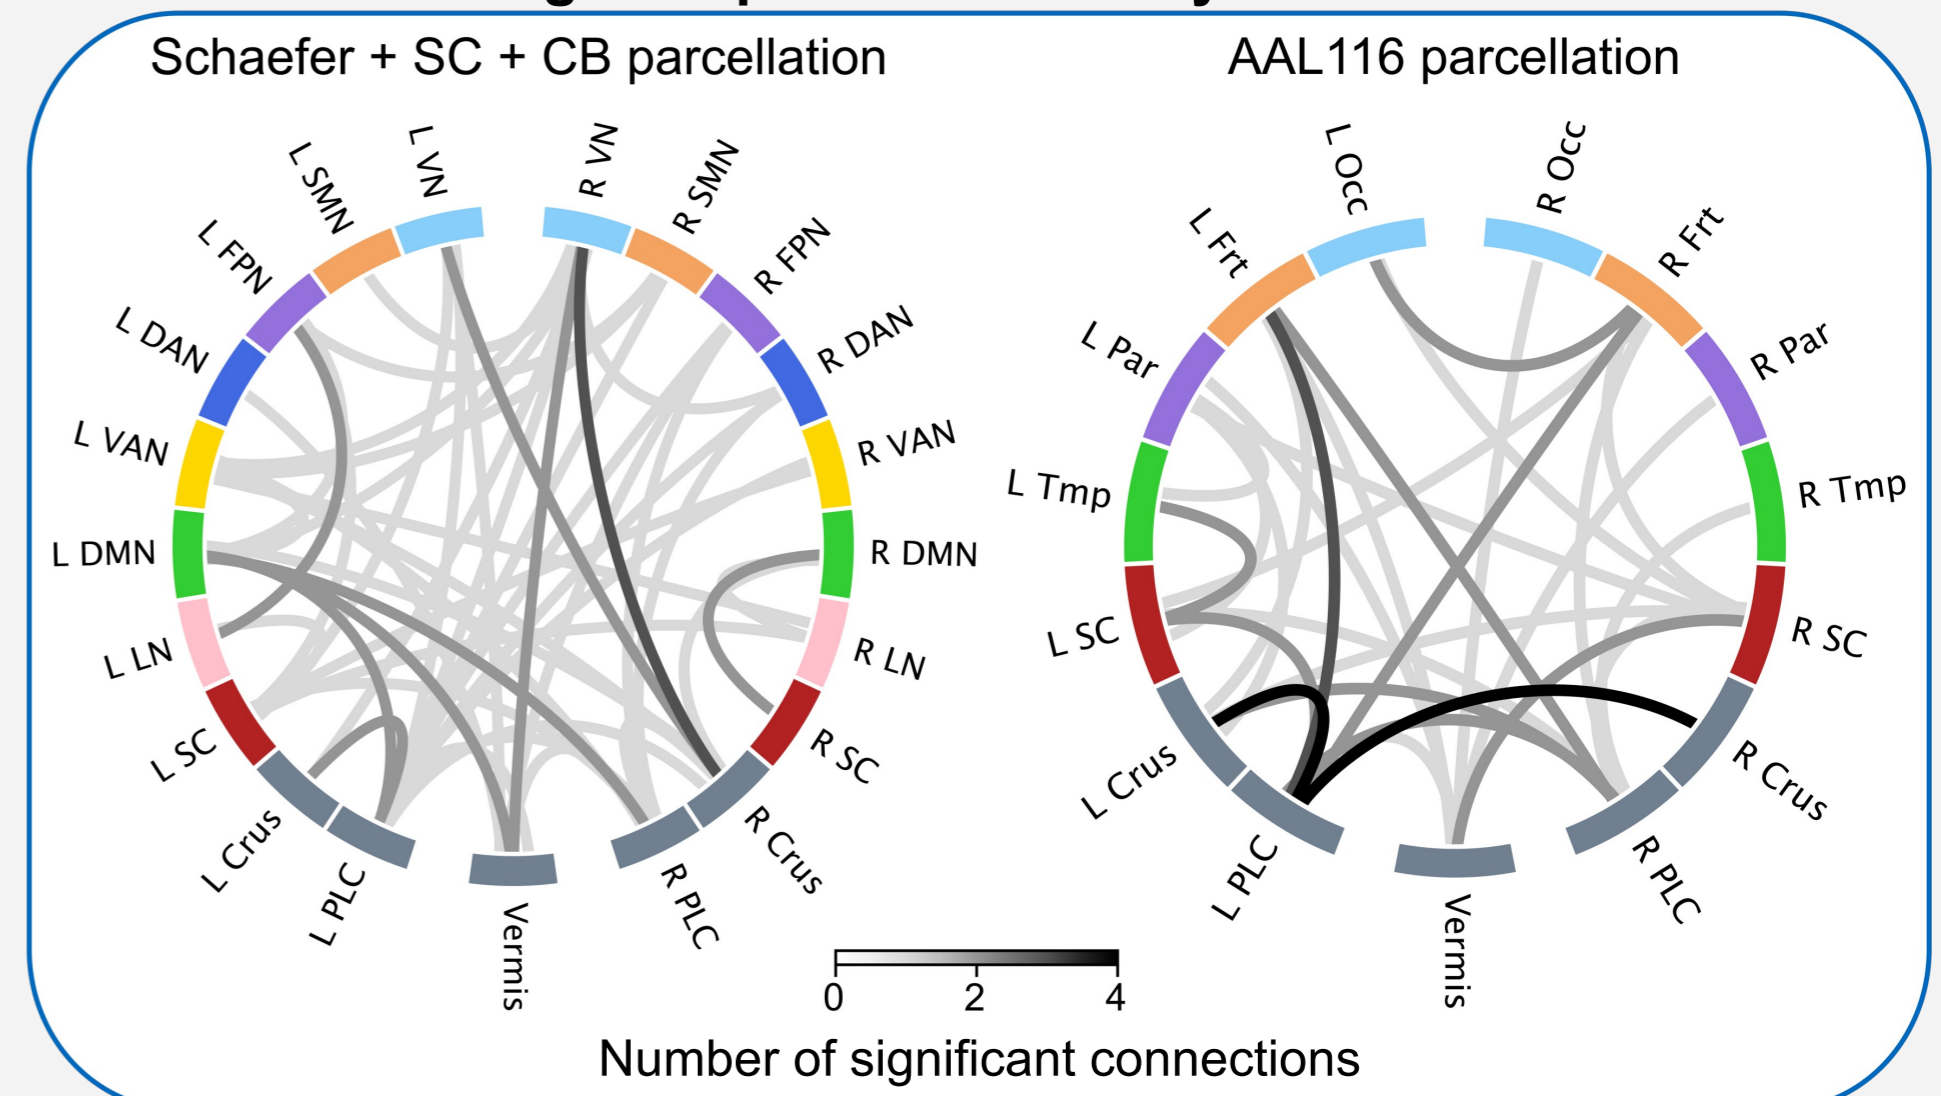 Schaefer + SC + CB parcellation
AAL116 parcellation
L VN
R VN
L SMN
R SMN
L FPN
R FPN
L DAN
R DAN
L VAN
R VAN
L DMN
R DMN
L LN
R LN
L SC
R SC
L Crus
R Crus
L PLC
R PLC
Vermis
L Occ
R Occ
L Frt
R Frt
L Par
R Par
L Tmp
R Tmp
L SC
R SC
L Crus
R Crus
L PLC
R PLC
Vermis
0 2 4
Number of significant connections